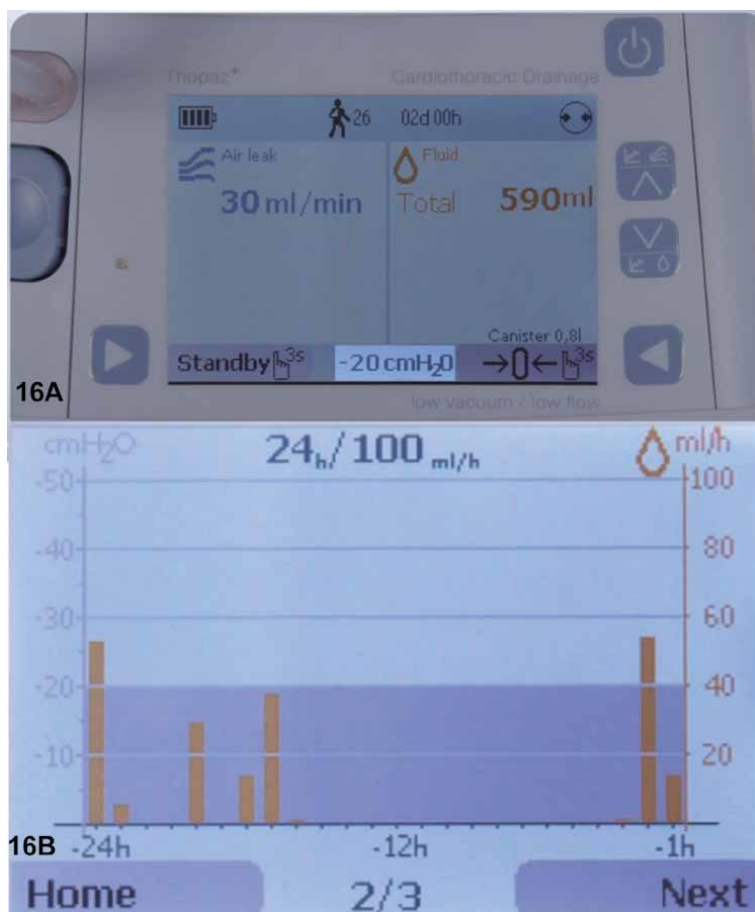 Thopaz+ Cardiothoracic Drainage
26 02d 00h
Air leak Fluid
30 ml/min Total 590ml
Canister 0,8l
Standby 3s -20 cmH₂O →0← 3s
16A
low vacuum / low flow
cmH₂O 24h/100 ml/h ml/h
-50 100
-40 80
-30 60
-20 40
-10 20
16B
-24h -12h -1h
Home 2/3 Next